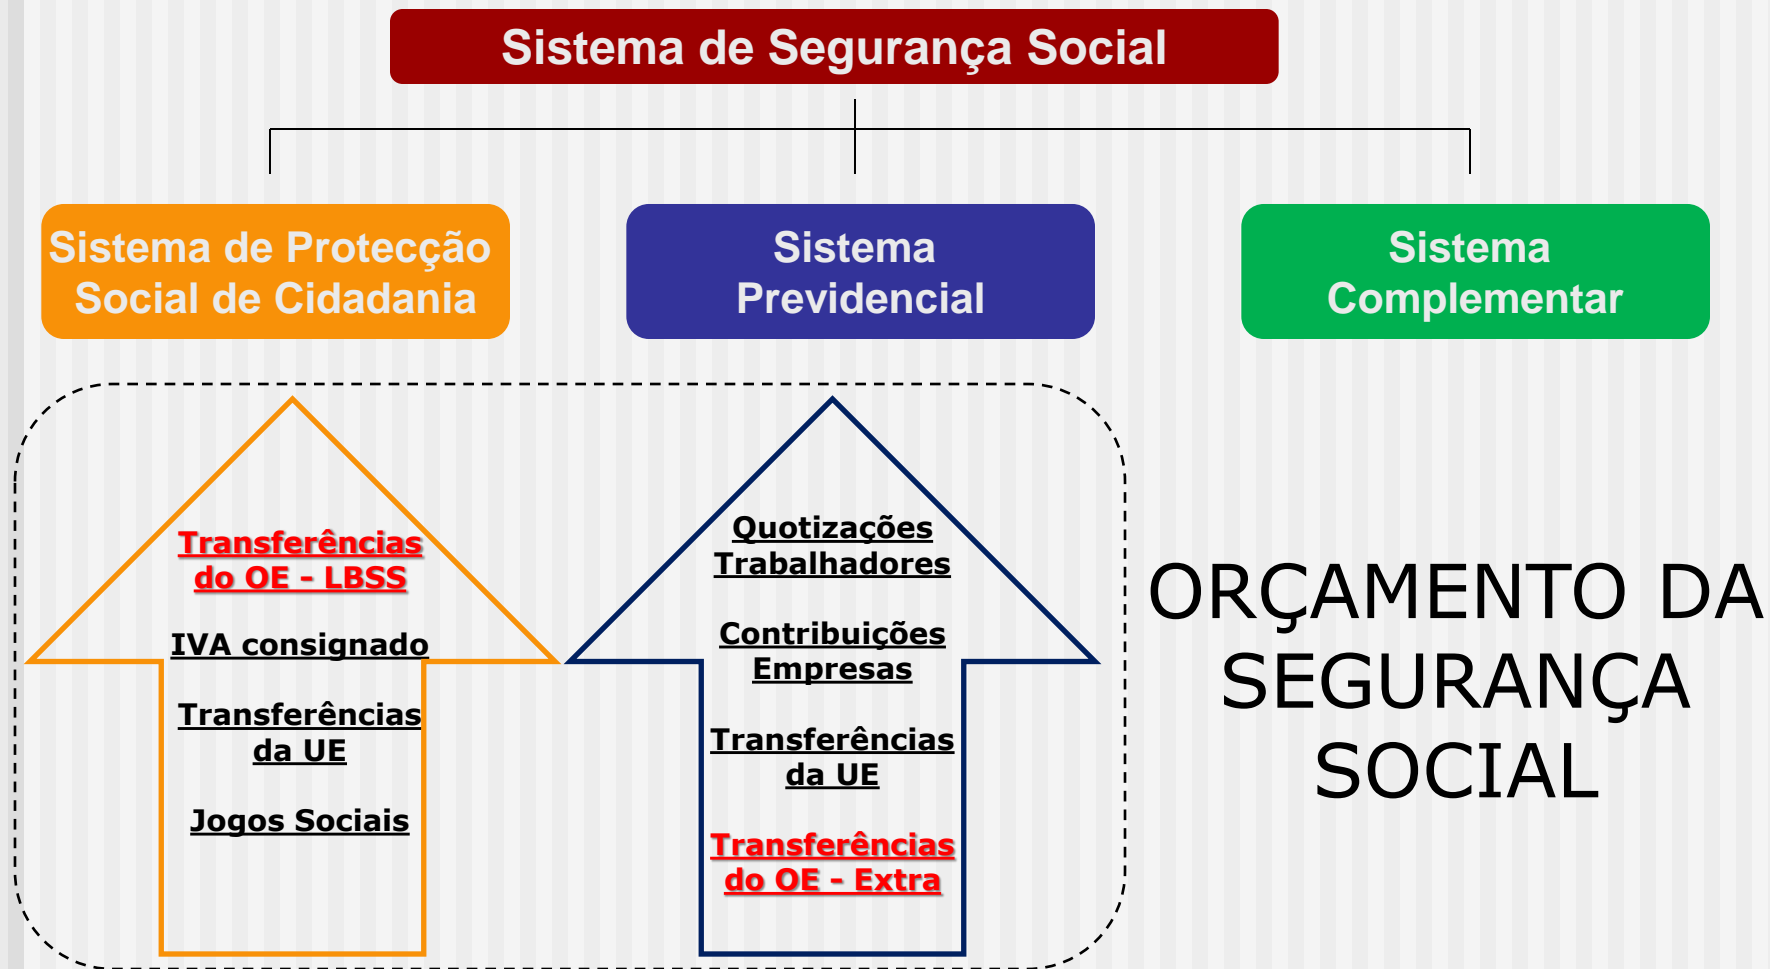 Sistema de Segurança Social
Sistema de Protecção
Social de Cidadania
Sistema
Previdencial
Sistema
Complementar
Transferências
do OE - LBSS
IVA consignado
Transferências
da UE
Jogos Sociais
Quotizações
Trabalhadores
Contribuições
Empresas
Transferências
da UE
Transferências
do OE - Extra
ORÇAMENTO DA
SEGURANÇA
SOCIAL